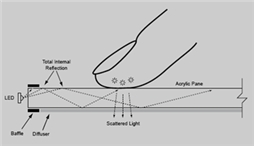 Total Internal
Reflection
Acrylic Pane
LED
Baffle
Diffuser
Scattered Light